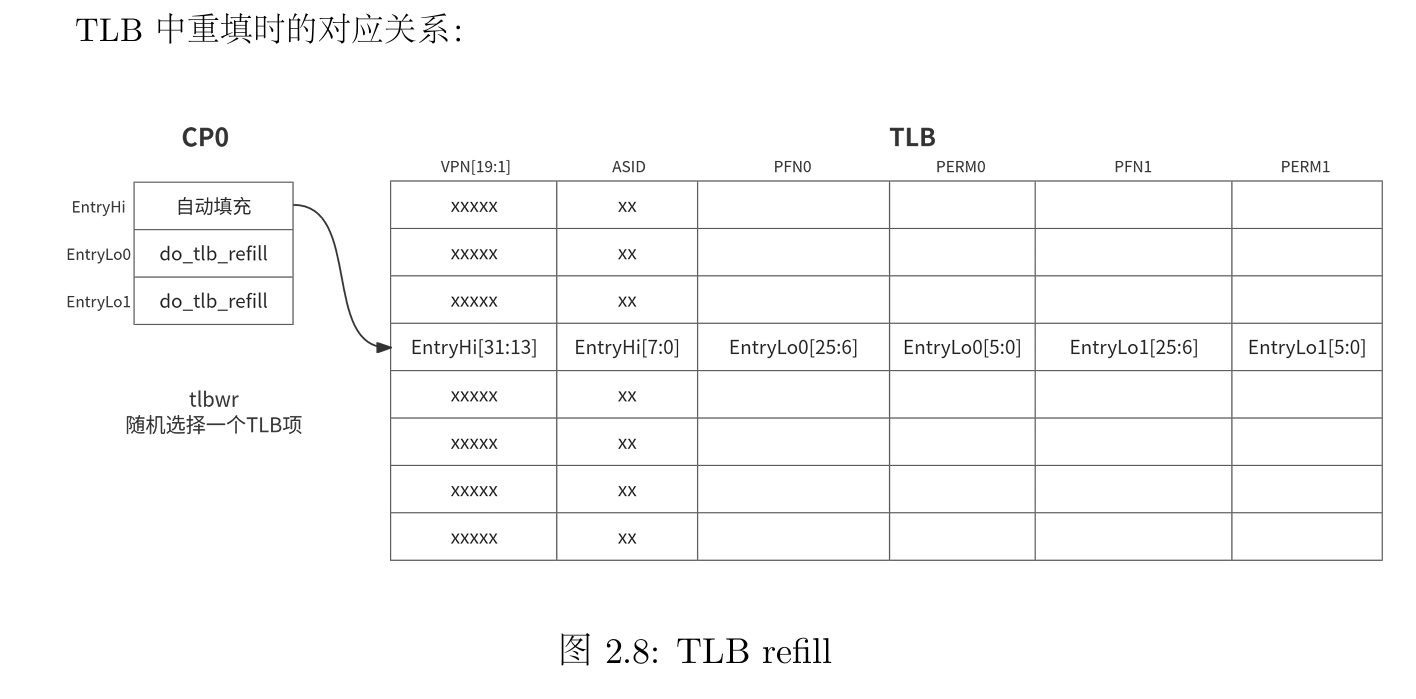 TLB 中重填时的对应关系：
CP0
TLB
VPN[19:1] ASID PFN0 PERM0 PFN1 PERM1
EntryHi 自动填充 xxxxx xx
EntryLo0 do_tlb_refill xxxxx xx
EntryLo1 do_tlb_refill xxxxx xx
EntryHi[31:13] EntryHi[7:0] EntryLo0[25:6] EntryLo0[5:0] EntryLo1[25:6] EntryLo1[5:0]
tlbwr xxxxx xx
随机选择一个TLB项
xxxxx xx
xxxxx xx
xxxxx xx
图 2.8: TLB refill